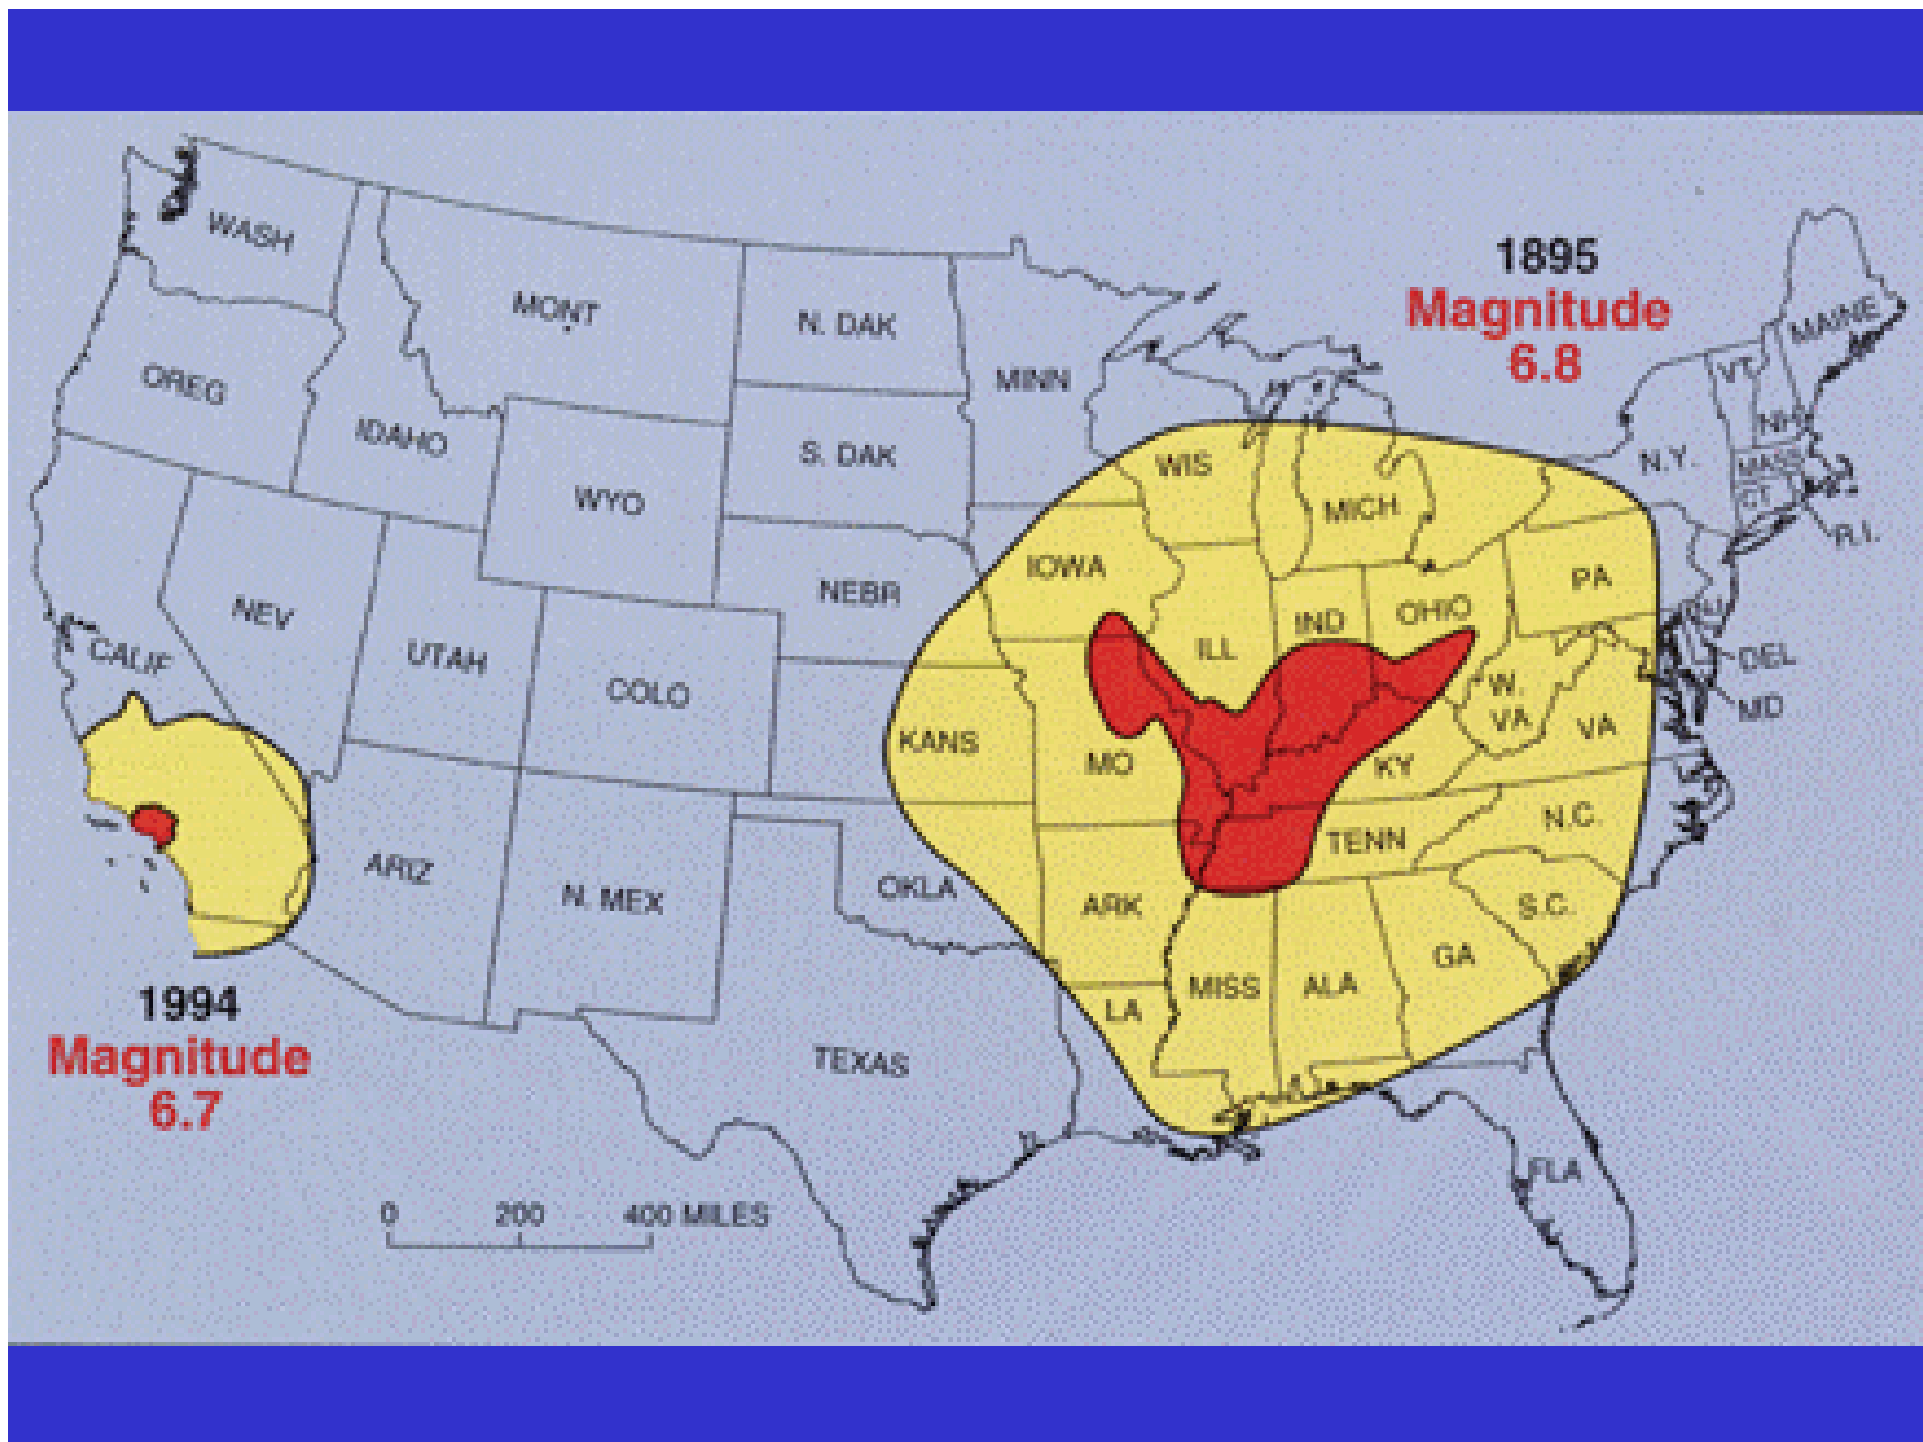 WASH
MONT
N. DAK
MINN
1895
Magnitude
6.8
MAINE
VT
NH
N.Y.
MASS
CT
R.I.
OREG
IDAHO
WYO
S. DAK
WIS
MICH
NEV
UTAH
COLO
NEBR
IOWA
ILL
IND
OHIO
PA
DEL
MD
CALIF
KANS
MO
KY
W.
VA
VA
ARIZ
N. MEX
OKLA
ARK
TENN
N.C.
S.C.
MISS
ALA
GA
LA
TEXAS
FLA
1994
Magnitude
6.7
0 200 400 MILES